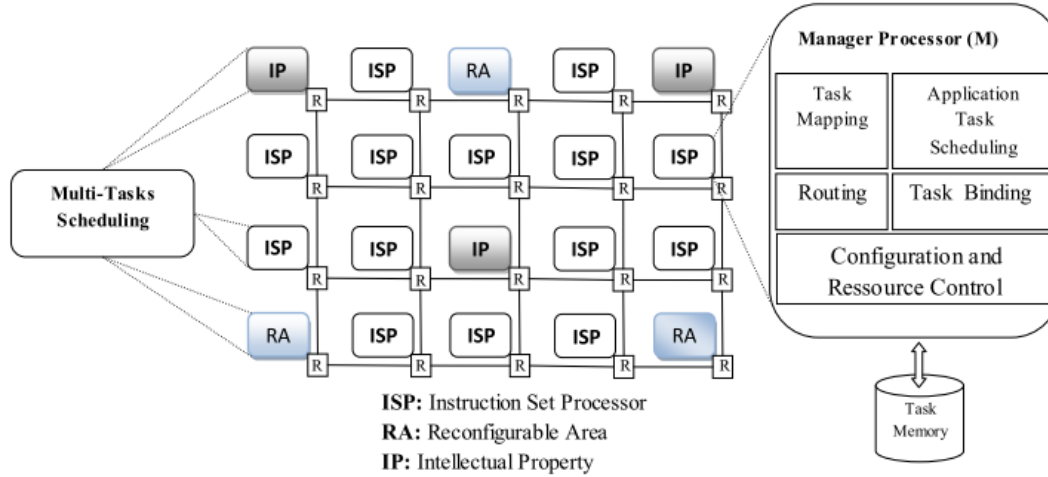 Manager Processor (M)
IP ISP RA ISP IP
Task
Mapping
Application
Task
Scheduling
R R R R R
ISP ISP ISP ISP ISP
Multi-Tasks
Scheduling
R R R R R
Routing
Task Binding
ISP ISP IP ISP ISP
Configuration and
Ressource Control
R R R R R
RA ISP ISP ISP RA
R R R R R
Task
Memory
ISP: Instruction Set Processor
RA: Reconfigurable Area
IP: Intellectual Property